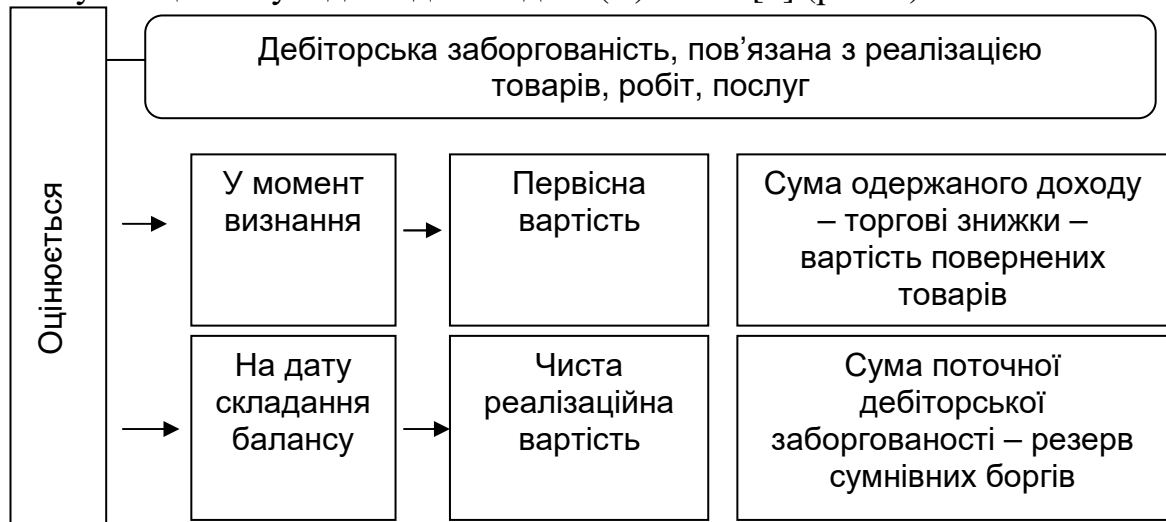 Дебіторська заборгованість, пов’язана з реалізацією
товарів, робіт, послуг
Оцінюється
У момент
визнання
Первісна
вартість
Сума одержаного доходу
– торгові знижки –
вартість повернених
товарів
На дату
складання
балансу
Чиста
реалізаційна
вартість
Сума поточної
дебіторської
заборгованості – резерв
сумнівних боргів